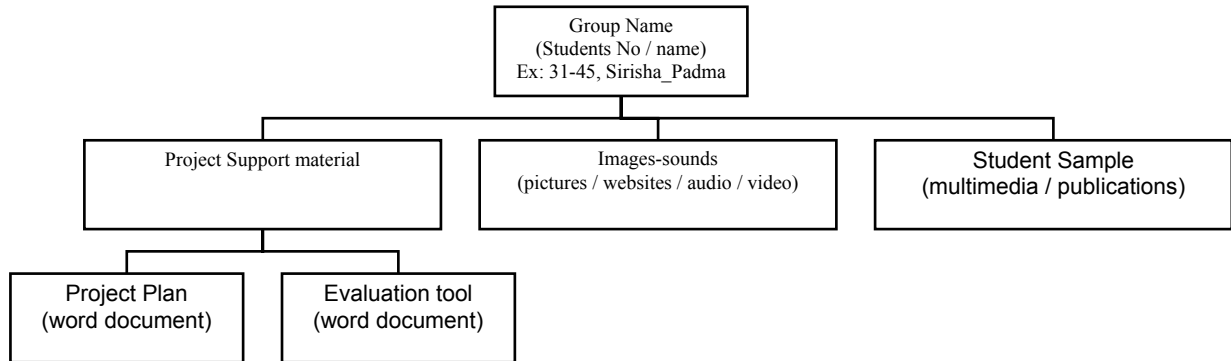 Group Name
(Students No / name)
Ex: 31-45, Sirisha_Padma
Project Support material
Images-sounds
(pictures / websites / audio / video)
Student Sample
(multimedia / publications)
Project Plan
(word document)
Evaluation tool
(word document)